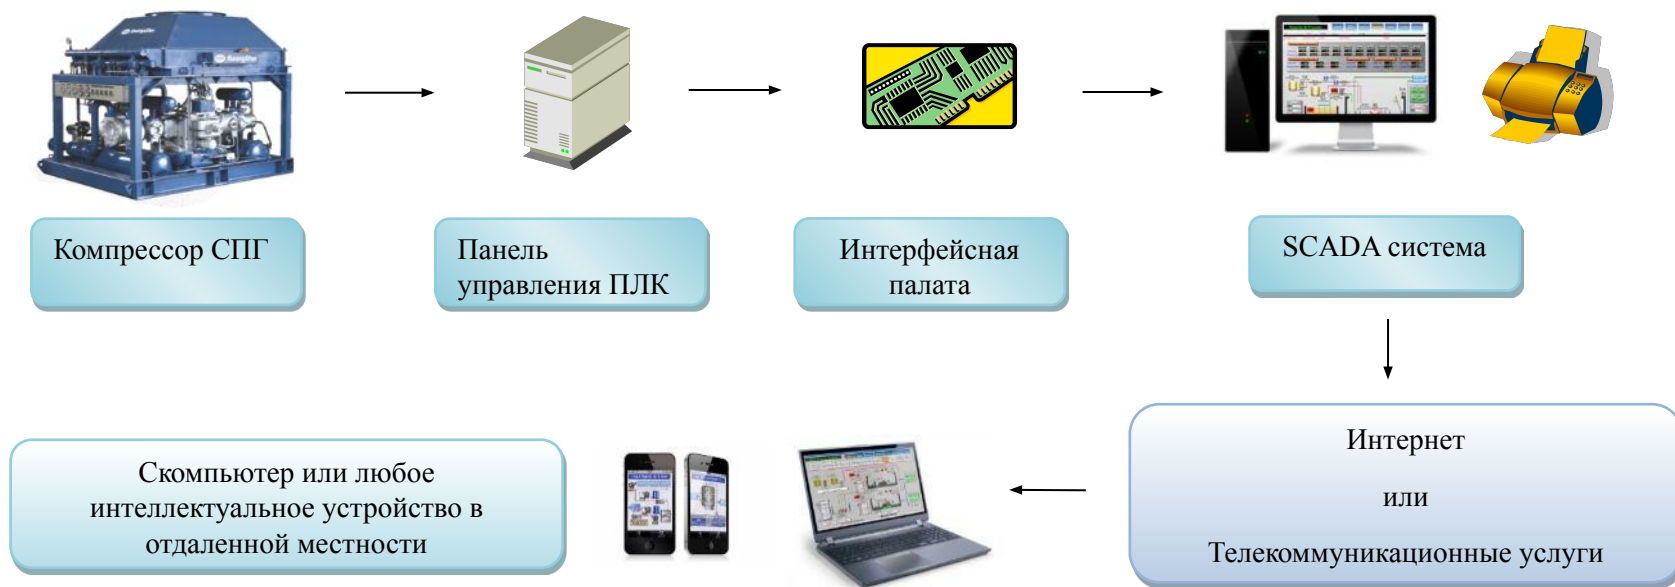 Компрессор СПГ
Панель
управления ПЛК
Интерфейсная
палата
SCADA система
Интернет
или
Телекоммуникационные услуги
Скомпьютер или любое
интеллектуальное устройство в
отдаленной местности